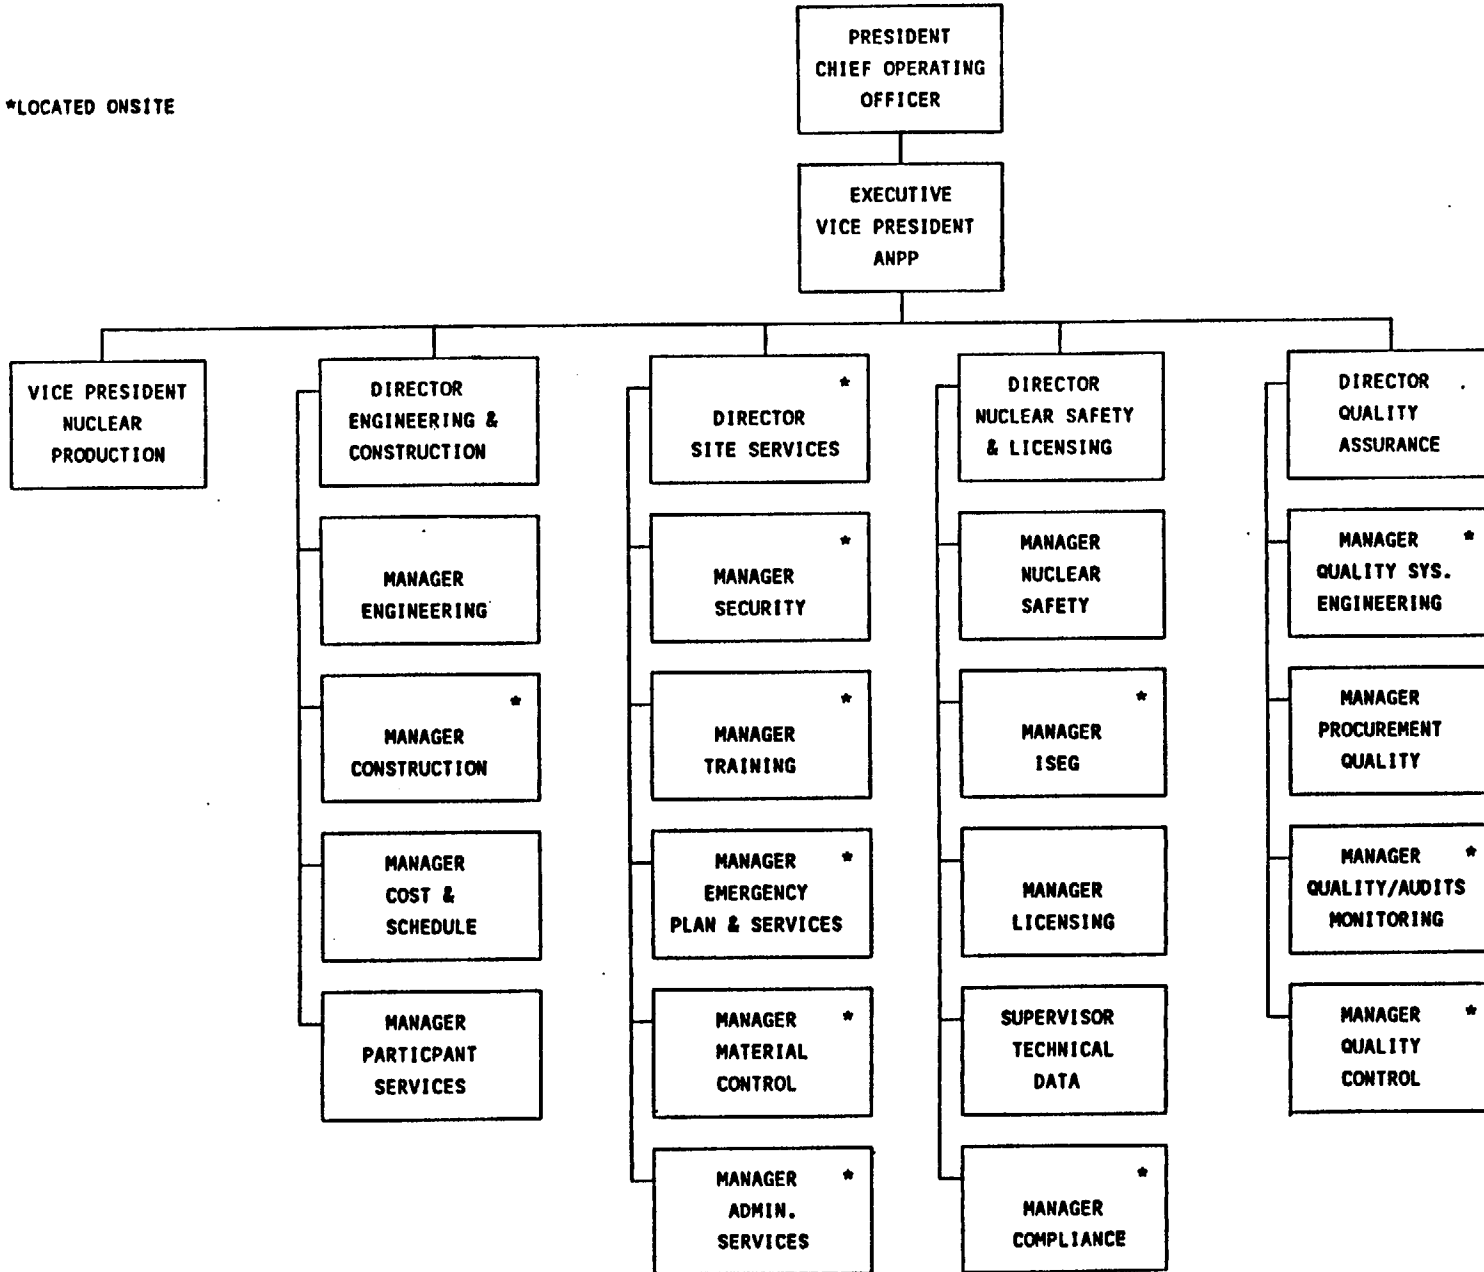 *LOCATED ONSITE
PRESIDENT
CHIEF OPERATING
OFFICER
EXECUTIVE
VICE PRESIDENT
ANPP
VICE PRESIDENT
NUCLEAR
PRODUCTION
DIRECTOR
ENGINEERING &
CONSTRUCTION
MANAGER
ENGINEERING
*
MANAGER
CONSTRUCTION
MANAGER
COST &
SCHEDULE
MANAGER
PARTICPANT
SERVICES
*
DIRECTOR
SITE SERVICES
*
MANAGER
SECURITY
*
MANAGER
TRAINING
MANAGER *
EMERGENCY
PLAN & SERVICES
MANAGER *
MATERIAL
CONTROL
MANAGER *
ADMIN.
SERVICES
DIRECTOR
NUCLEAR SAFETY
& LICENSING
MANAGER
NUCLEAR
SAFETY
*
MANAGER
ISEG
MANAGER
LICENSING
SUPERVISOR
TECHNICAL
DATA
*
MANAGER
COMPLIANCE
DIRECTOR
QUALITY
ASSURANCE
MANAGER *
QUALITY SYS.
ENGINEERING
MANAGER
PROCUREMENT
QUALITY
MANAGER *
QUALITY/AUDITS
MONITORING
MANAGER *
QUALITY
CONTROL